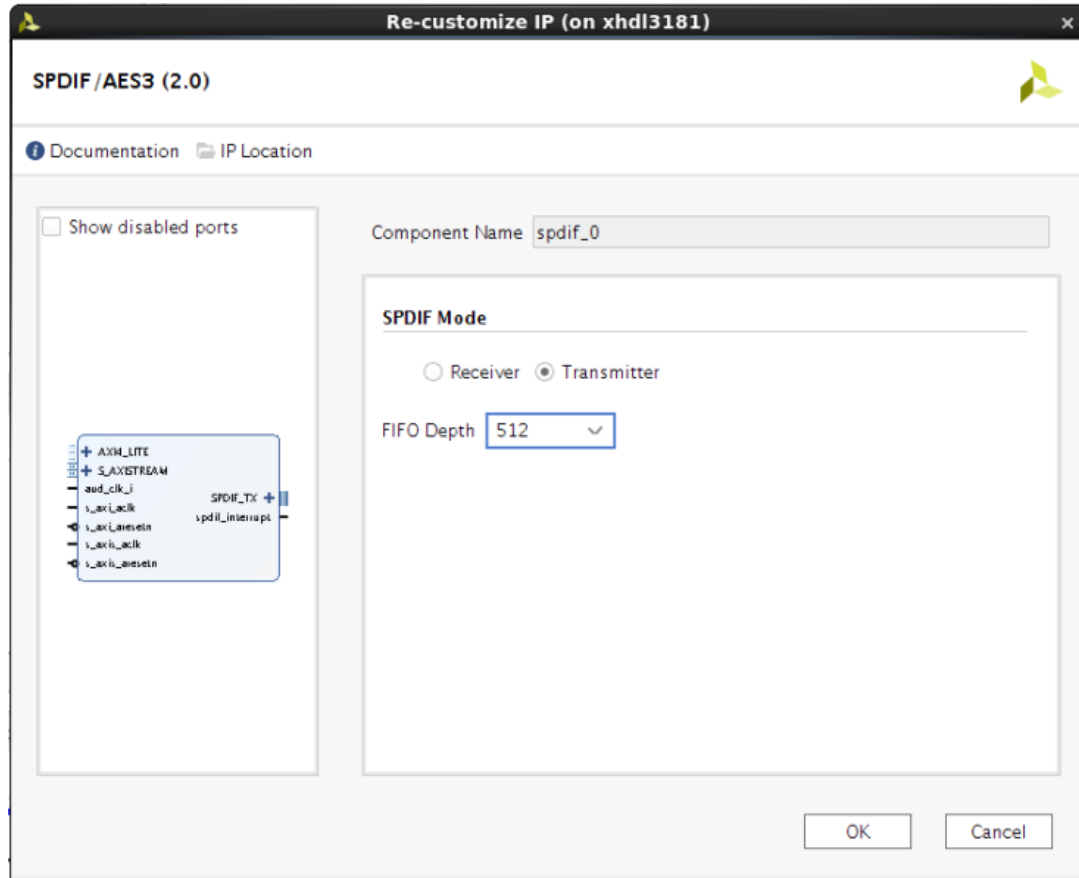 Re-customize IP (on xhdl3181)
SPDIF/AES3 (2.0)
Documentation IP Location
Show disabled ports
Component Name spdif_0
SPDIF Mode
Receiver Transmitter
FIFO Depth 512
AXI4_LITE
S_AXISTREAM
aud_clk_i
s_axi_aclk
s_axi_aresetn
s_axis_aclk
s_axis_aresetn
SPDIF_TX
spdif_interrupt
OK Cancel